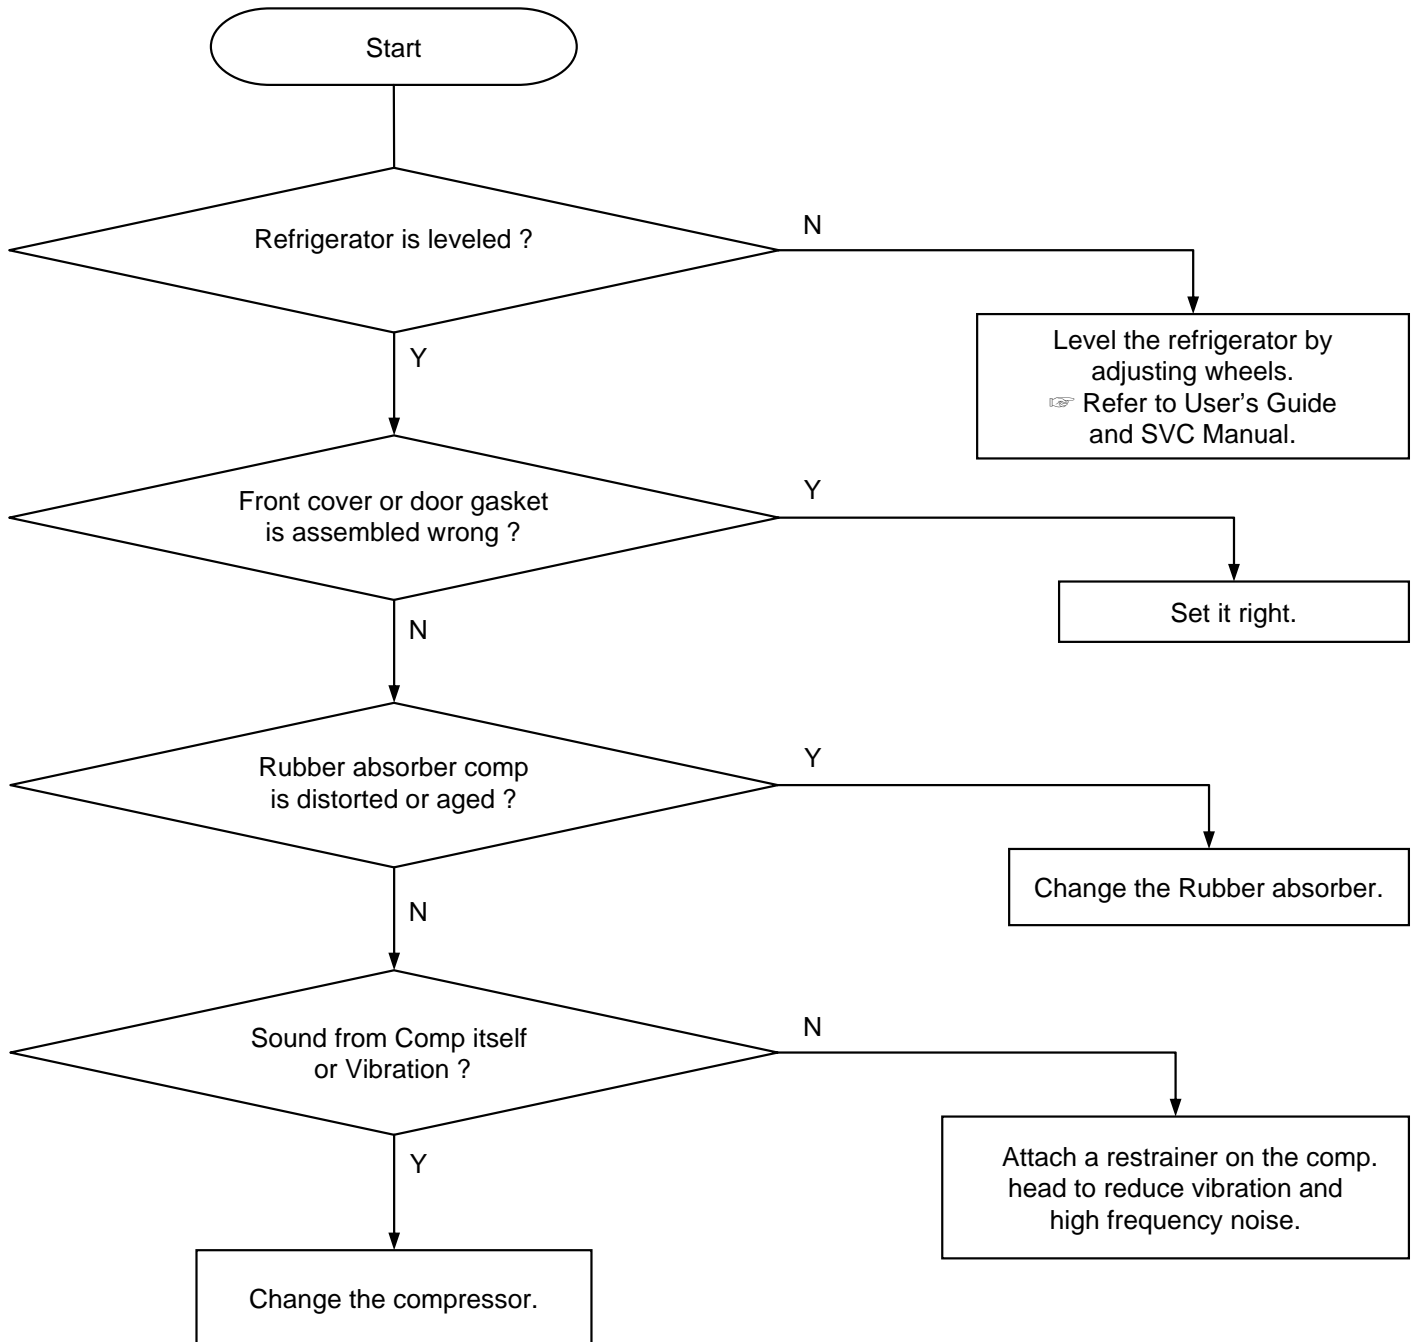 Start
Refrigerator is leveled ?
N
Level the refrigerator by
adjusting wheels.
☞ Refer to User's Guide
and SVC Manual.
Y
Front cover or door gasket
is assembled wrong ?
Y
Set it right.
N
Rubber absorber comp
is distorted or aged ?
Y
Change the Rubber absorber.
N
Sound from Comp itself
or Vibration ?
N
Attach a restrainer on the comp.
head to reduce vibration and
high frequency noise.
Y
Change the compressor.